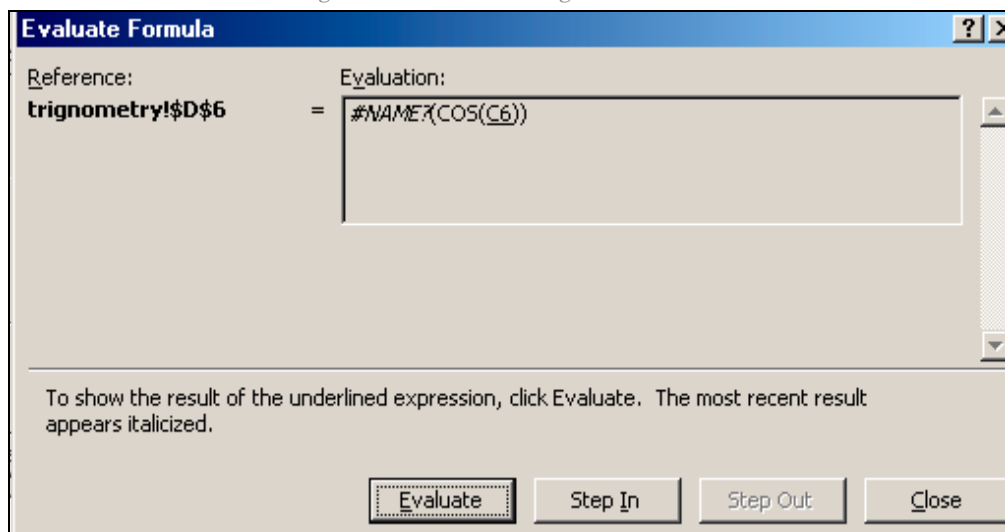 Evaluate Formula
Reference:
Evaluation:
trignometry!$D$6 = #NAME?(COS(C6))
To show the result of the underlined expression, click Evaluate. The most recent result
appears italicized.
Evaluate Step In Step Out Close